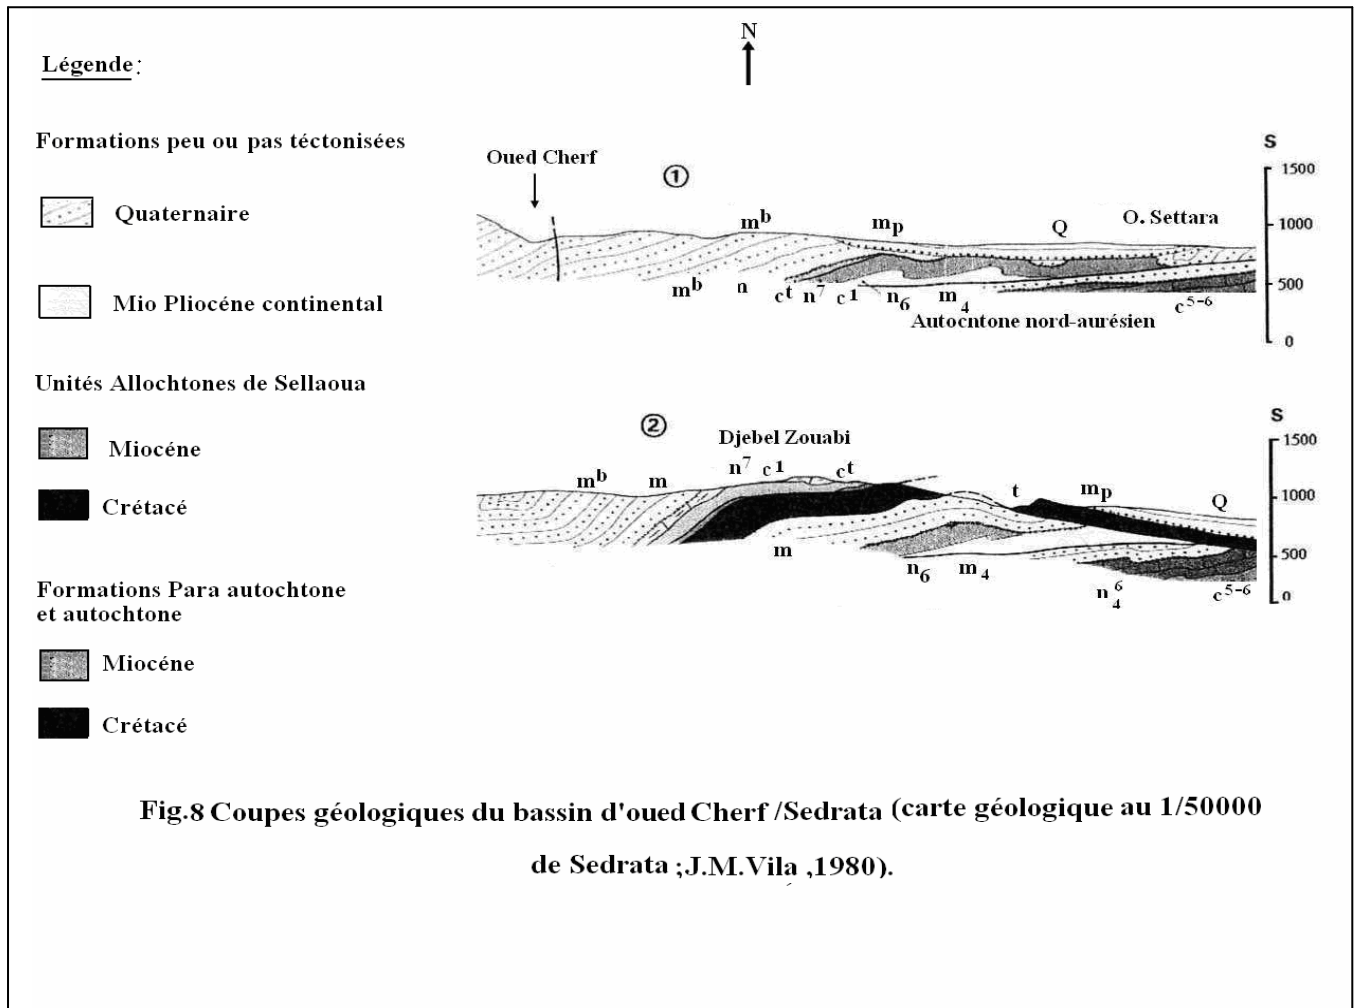 N
Légende:
Formations peu ou pas téctonisées
Quaternaire
Mio Pliocéne continental
Unités Allochtones de Sellaoua
Miocéne
Crétacé
Formations Para autochtone
et autochtone
Miocéne
Crétacé
Oued Cherf
①
S
1500
1000
500
0
mb
mp
Q
O. Settara
mb
n
ct
n7
c1
n6
m4
c5-6
Autocntone nord-aurésien
②
S
1500
1000
500
0
Djebel Zouabi
mb
m
n7
c1
ct
t
mp
Q
m
n6
m4
n64
c5-6
Fig.8 Coupes géologiques du bassin d'oued Cherf /Sedrata (carte géologique au 1/50000
de Sedrata ;J.M.Vila ,1980).